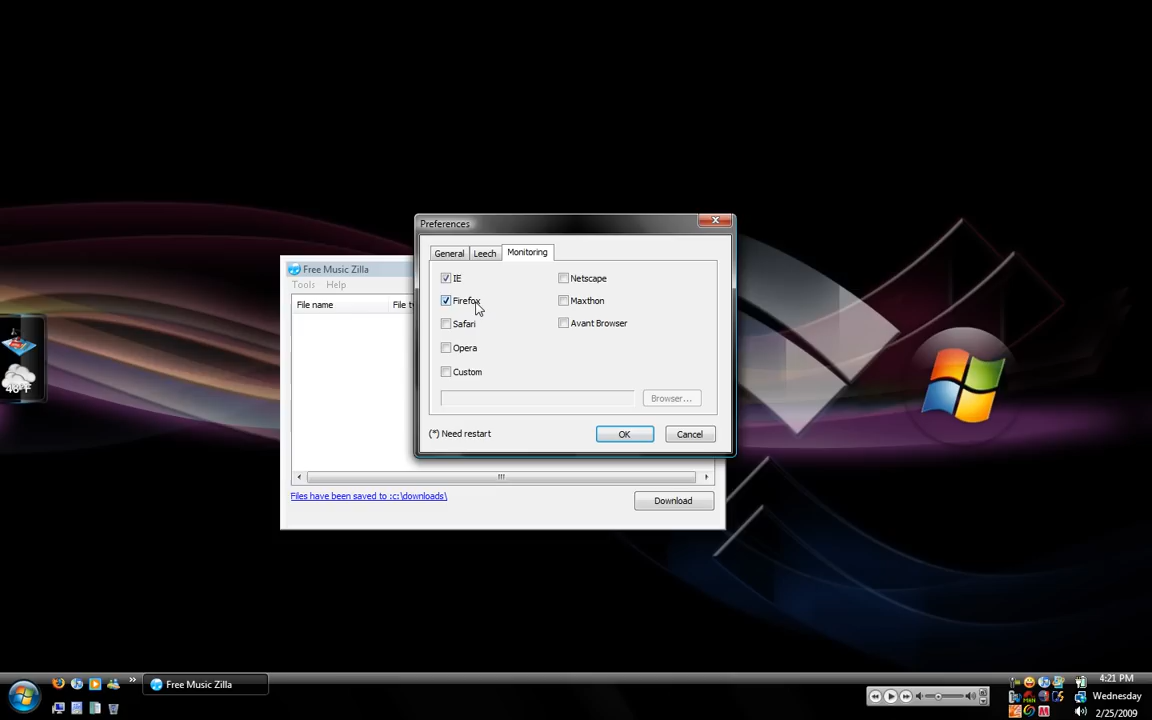 Preferences
General Leech Monitoring
IE Netscape
Firefox Maxthon
Safari Avant Browser
Opera
Custom
Browser...
(*) Need restart OK Cancel
Free Music Zilla
Tools Help
File name File ty
Files have been saved to :c:\downloads\ Download
Free Music Zilla
4:21 PM
Wednesday
2/25/2009